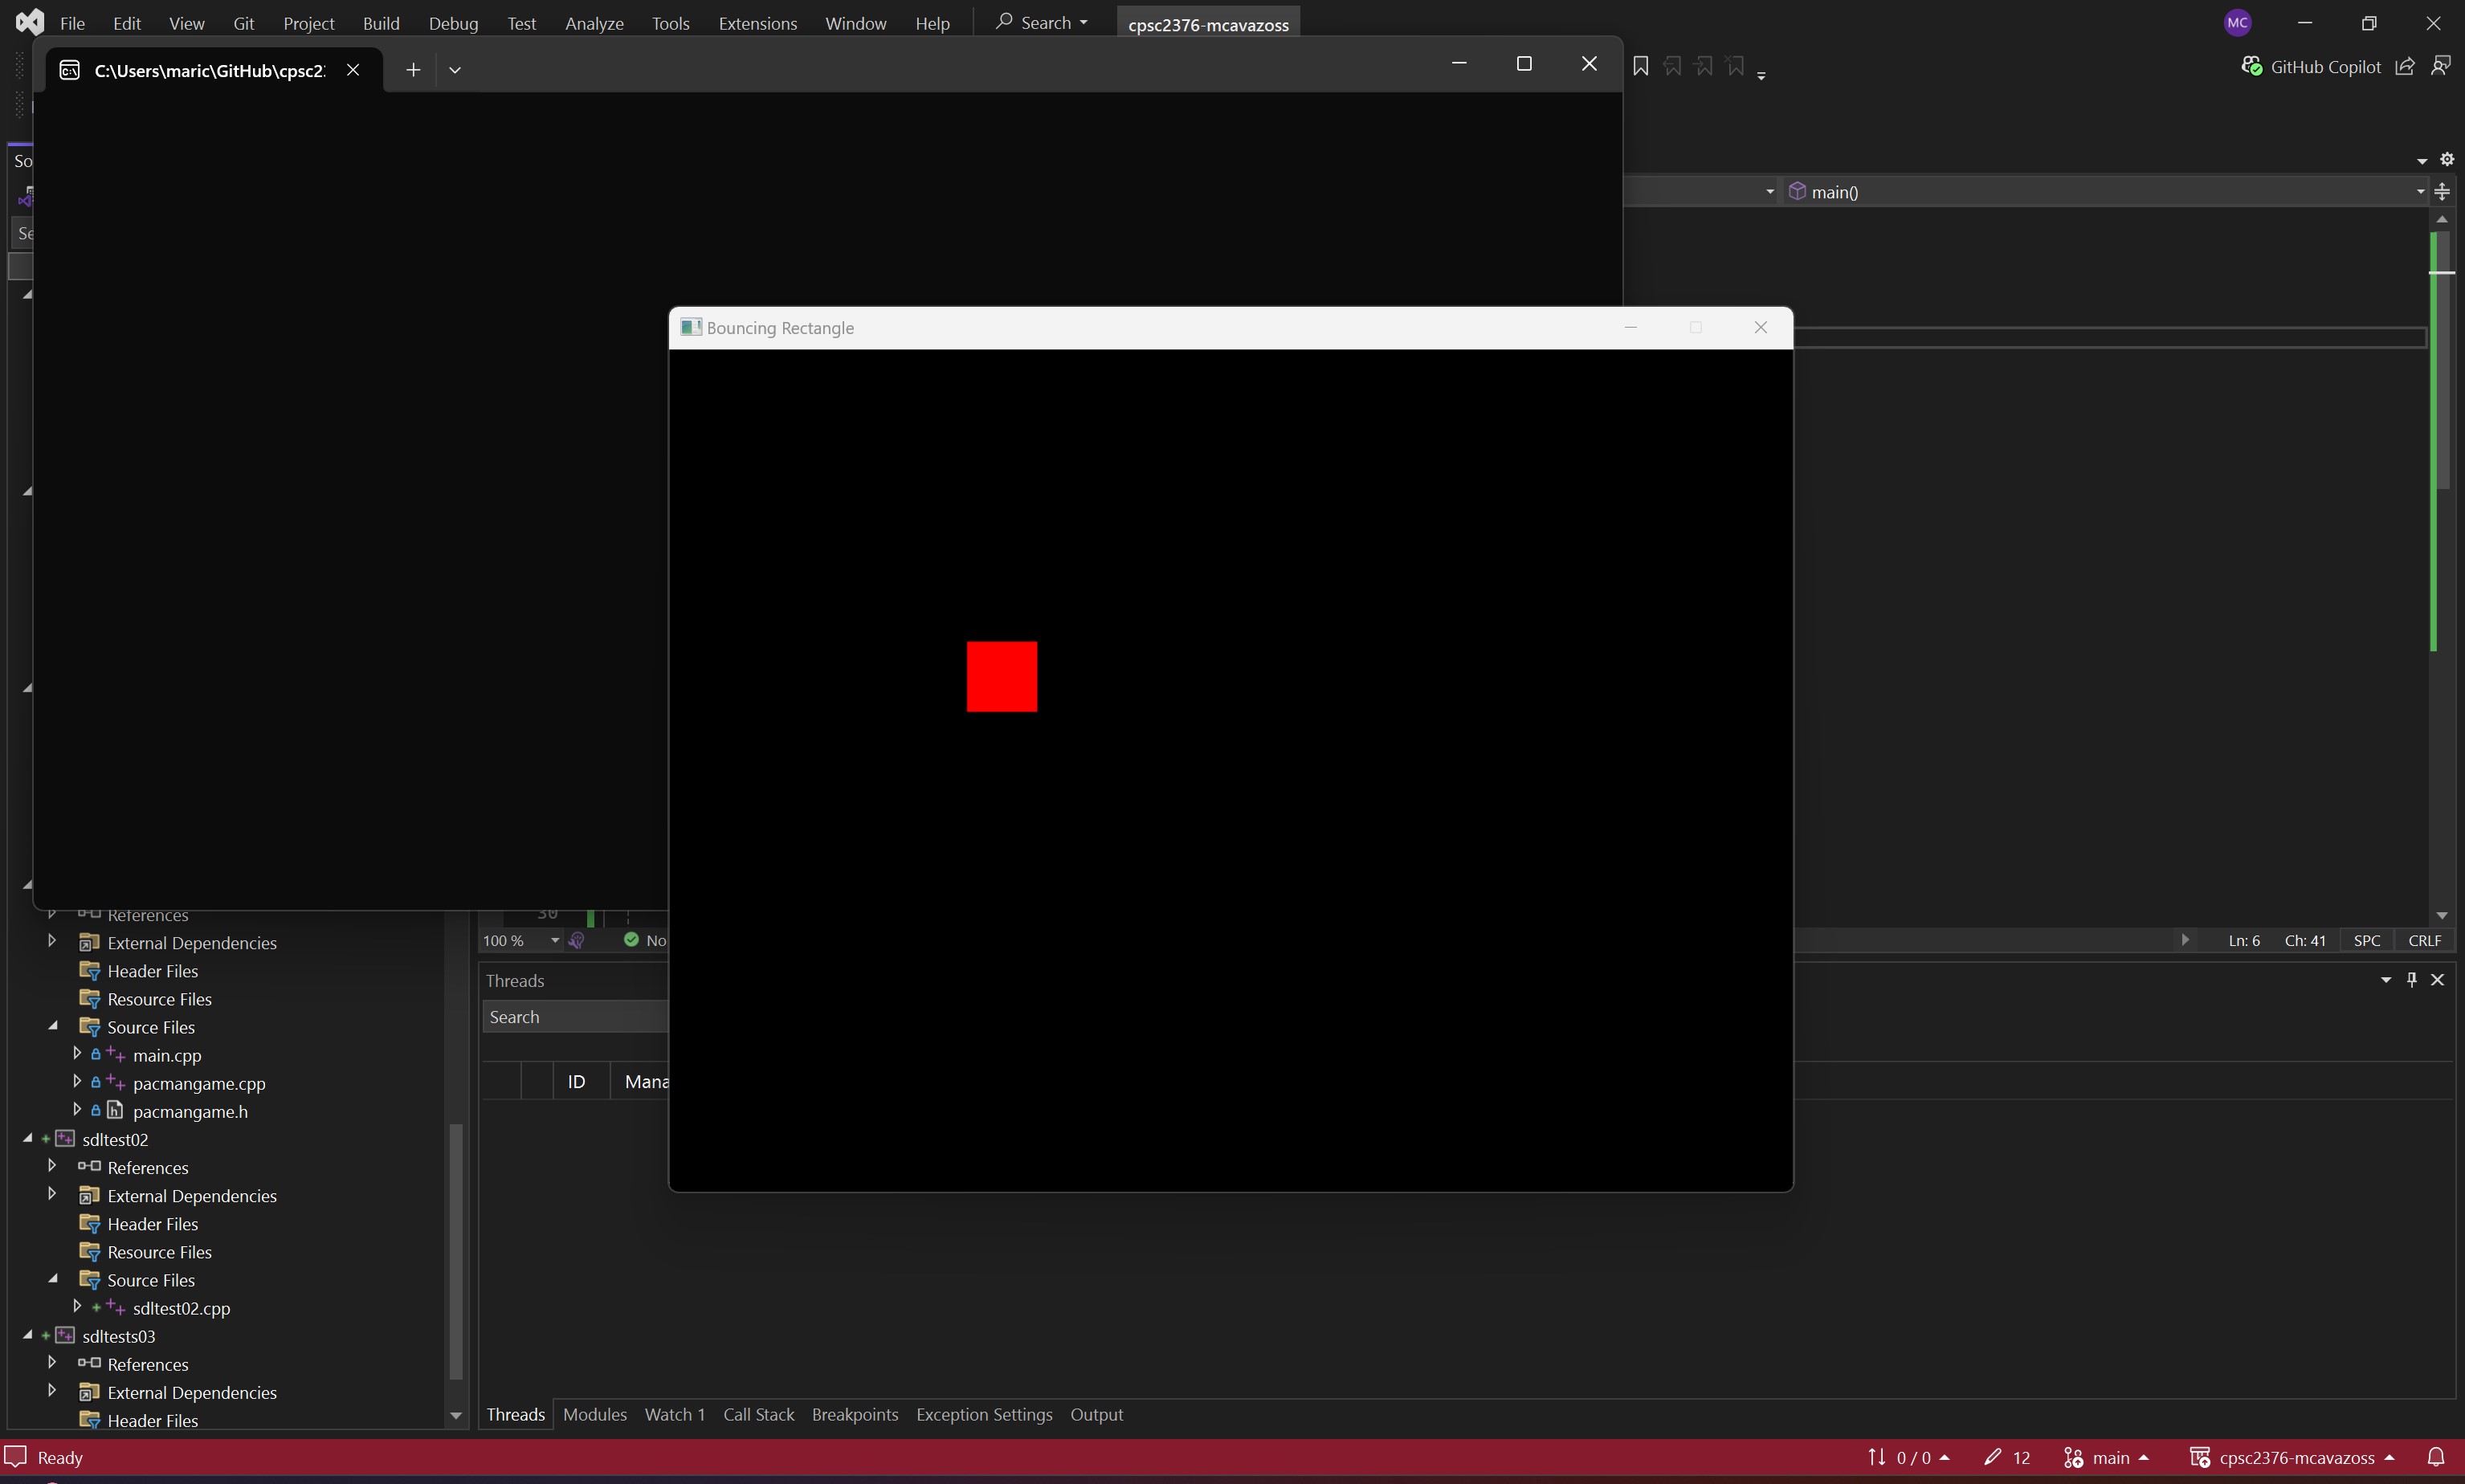 File Edit View Git Project Build Debug Test Analyze Tools Extensions Window Help Search cpsc2376-mcavazoss MC
C:\Users\maric\GitHub\cpsc2
GitHub Copilot
So
main()
Se
Bouncing Rectangle
References
30
External Dependencies
100 % No Ln: 6 Ch: 41 SPC CRLF
Header Files
Threads
Resource Files
Search
Source Files
main.cpp
ID Mana
pacmangame.cpp
pacmangame.h
sdltest02
References
External Dependencies
Header Files
Resource Files
Source Files
sdltest02.cpp
sdltests03
References
External Dependencies
Header Files
Threads Modules Watch 1 Call Stack Breakpoints Exception Settings Output
Ready 0 / 0 12 main cpsc2376-mcavazoss